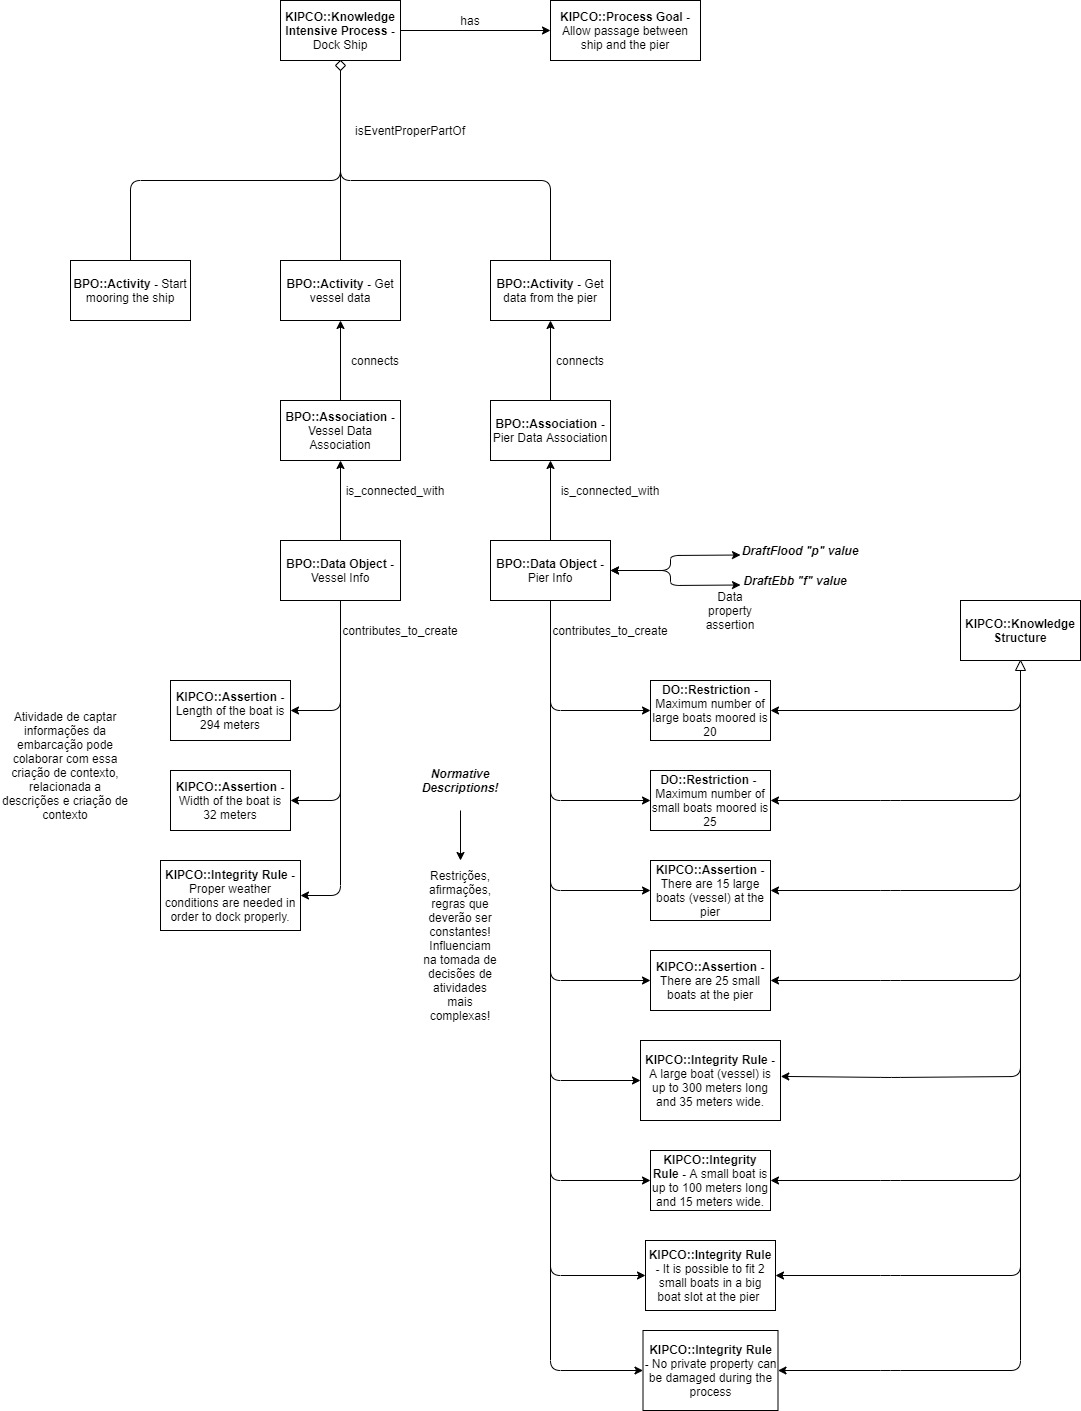 KIPCO::Knowledge
Intensive Process -
Dock Ship
has
KIPCO::Process Goal -
Allow passage between
ship and the pier
isEventProperPartOf
BPO::Activity - Start
mooring the ship
BPO::Activity - Get
vessel data
BPO::Activity - Get
data from the pier
connects
connects
BPO::Association -
Vessel Data
Association
BPO::Association -
Pier Data Association
is_connected_with
is_connected_with
BPO::Data Object -
Vessel Info
BPO::Data Object -
Pier Info
DraftFlood "p" value
DraftEbb "f" value
Data
property
assertion
KIPCO::Knowledge
Structure
contributes_to_create
contributes_to_create
KIPCO::Assertion -
Length of the boat is
294 meters
DO::Restriction -
Maximum number of
large boats moored is
20
Atividade de captar
informações da
embarcação pode
colaborar com essa
criação de contexto,
relacionada a
descrições e criação de
contexto
KIPCO::Assertion -
Width of the boat is
32 meters
Normative
Descriptions!
DO::Restriction -
Maximum number of
small boats moored is
25
KIPCO::Integrity Rule -
Proper weather
conditions are needed in
order to dock properly.
Restrições,
afirmações,
regras que
deverão ser
constantes!
Influenciam
na tomada de
decisões de
atividades
mais
complexas!
KIPCO::Assertion -
There are 15 large
boats (vessel) at the
pier
KIPCO::Assertion -
There are 25 small
boats at the pier
KIPCO::Integrity Rule -
A large boat (vessel) is
up to 300 meters long
and 35 meters wide.
KIPCO::Integrity
Rule - A small boat is
up to 100 meters long
and 15 meters wide.
KIPCO::Integrity Rule
- It is possible to fit 2
small boats in a big
boat slot at the pier
KIPCO::Integrity Rule
- No private property can
be damaged during the
process